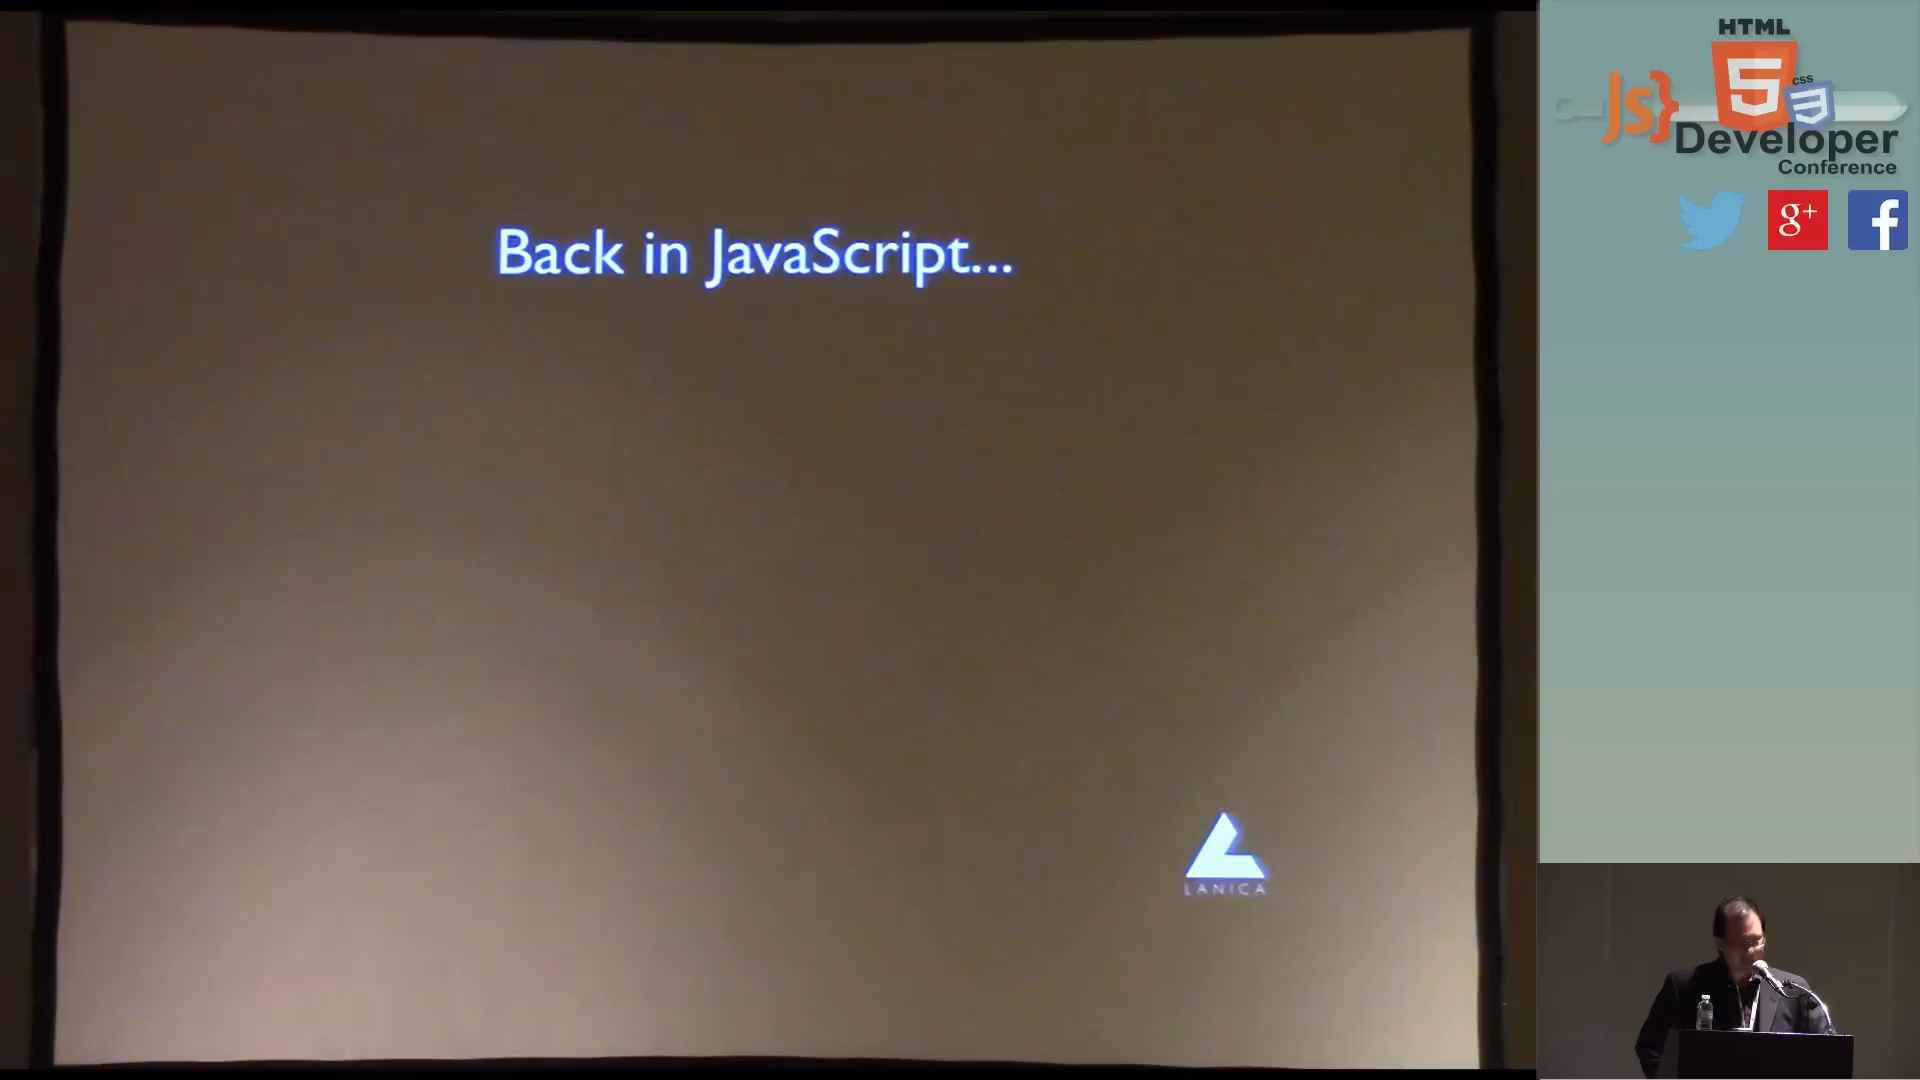 Back in JavaScript...
LANICA
HTML
5
JS}
CSS
3
Developer
Conference
g+
f